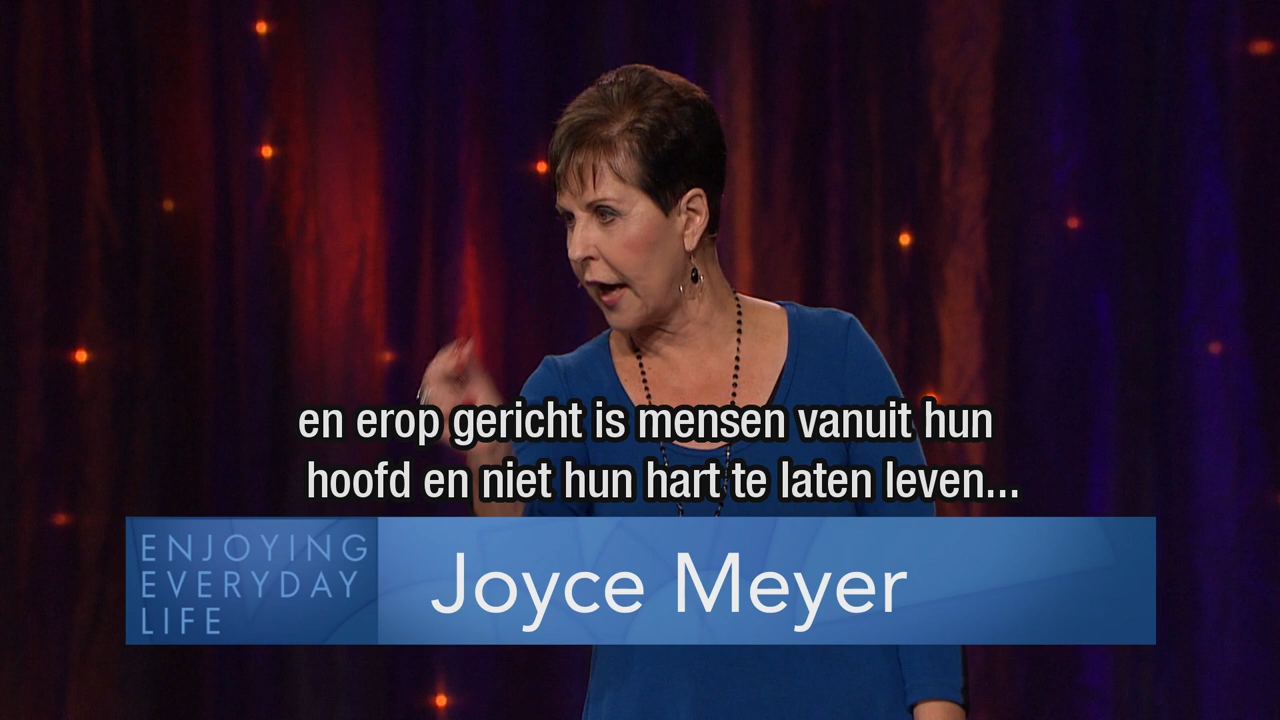 en erop gericht is mensen vanuit hun
hoofd en niet hun hart te laten leven...
ENJOYING
EVERYDAY
LIFE
Joyce Meyer